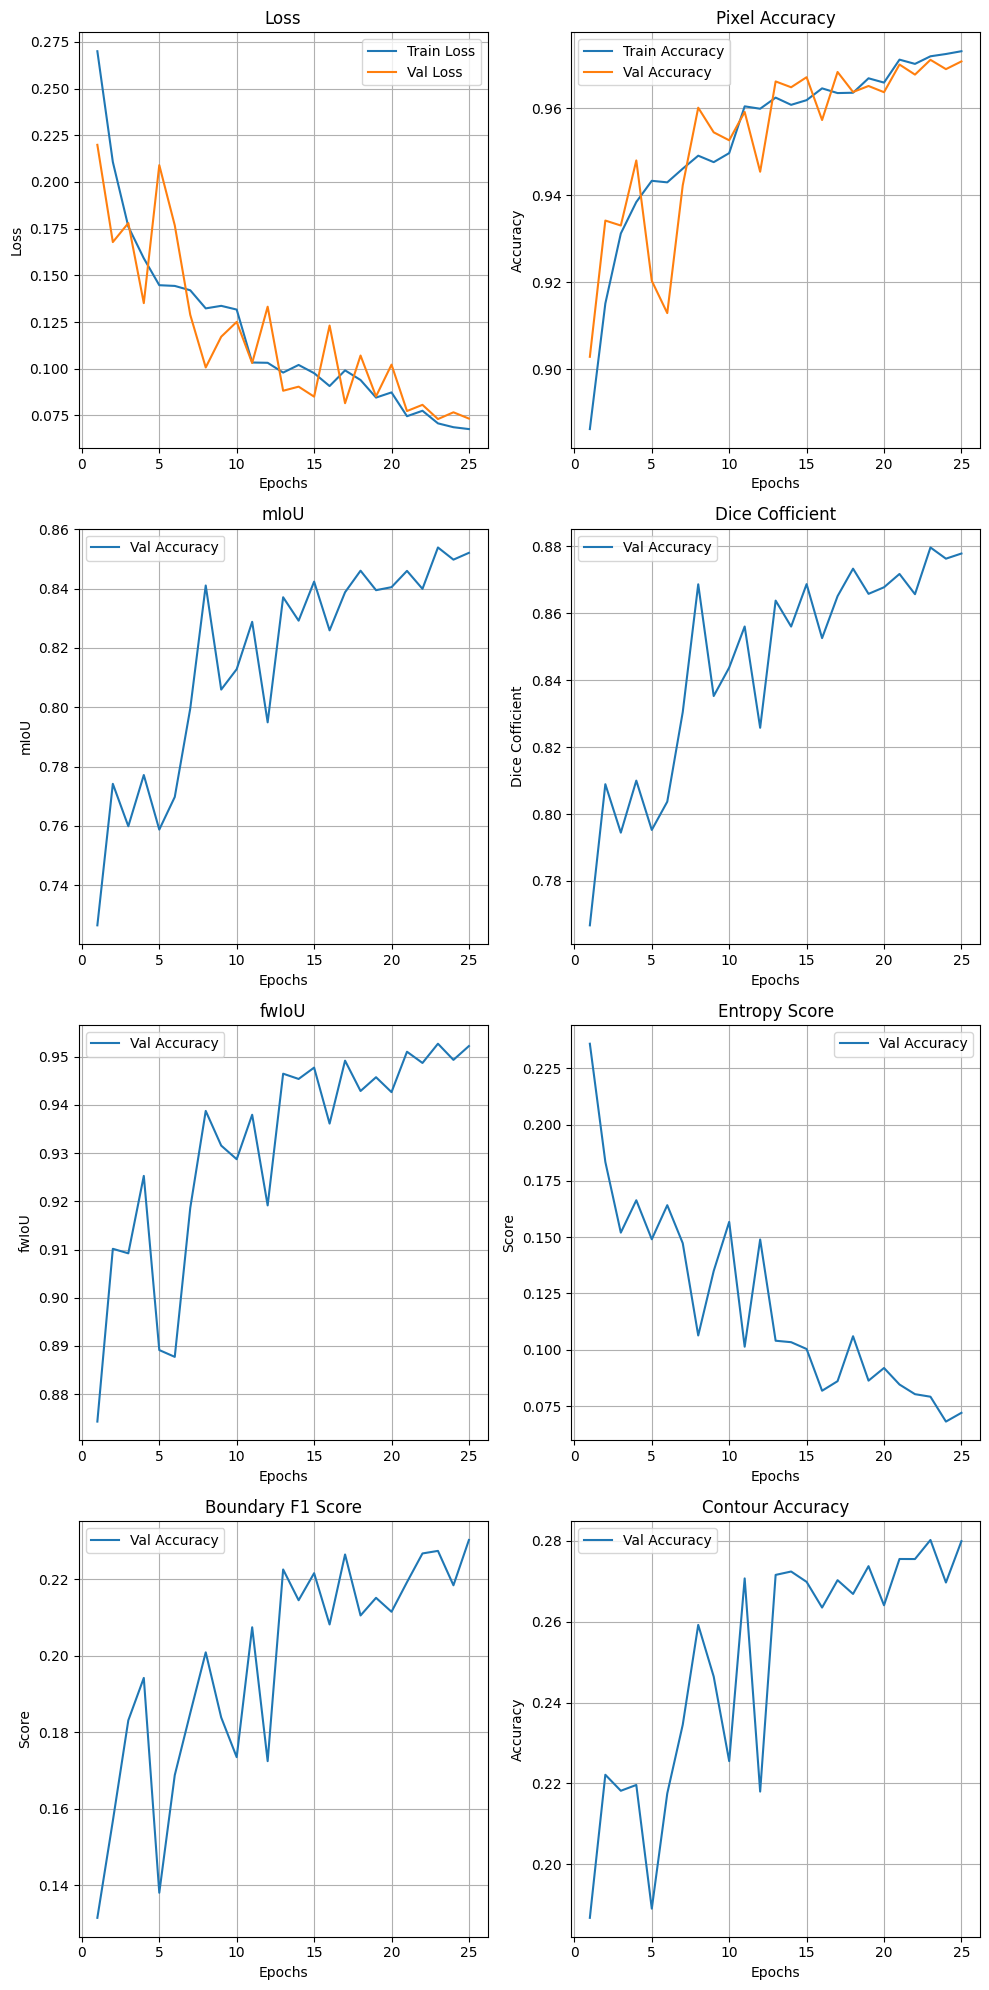 Loss
Train Loss
Val Loss
0.275
0.250
0.225
0.200
0.175
0.150
0.125
0.100
0.075
Loss
0 5 10 15 20 25
Epochs
Pixel Accuracy
Train Accuracy
Val Accuracy
0.96
0.94
0.92
0.90
Accuracy
0 5 10 15 20 25
Epochs
mIoU
Val Accuracy
0.86
0.84
0.82
0.80
0.78
0.76
0.74
mIoU
0 5 10 15 20 25
Epochs
Dice Cofficient
Val Accuracy
0.88
0.86
0.84
0.82
0.80
0.78
Dice Cofficient
0 5 10 15 20 25
Epochs
fwIoU
Val Accuracy
0.95
0.94
0.93
0.92
0.91
0.90
0.89
0.88
fwIoU
0 5 10 15 20 25
Epochs
Entropy Score
Val Accuracy
0.225
0.200
0.175
0.150
0.125
0.100
0.075
Score
0 5 10 15 20 25
Epochs
Boundary F1 Score
Val Accuracy
0.22
0.20
0.18
0.16
0.14
Score
0 5 10 15 20 25
Epochs
Contour Accuracy
Val Accuracy
0.28
0.26
0.24
0.22
0.20
Accuracy
0 5 10 15 20 25
Epochs